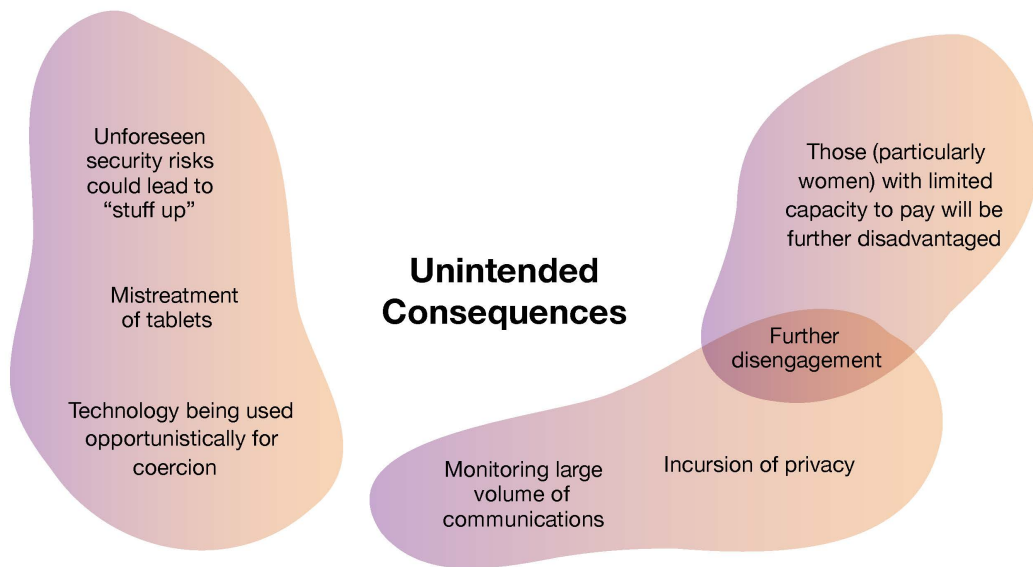 Unforeseen
security risks
could lead to
“stuff up”
Mistreatment
of tablets
Technology being used
opportunistically for
coercion
Unintended
Consequences
Those (particularly
women) with limited
capacity to pay will be
further disadvantaged
Further
disengagement
Incursion of privacy
Monitoring large
volume of
communications